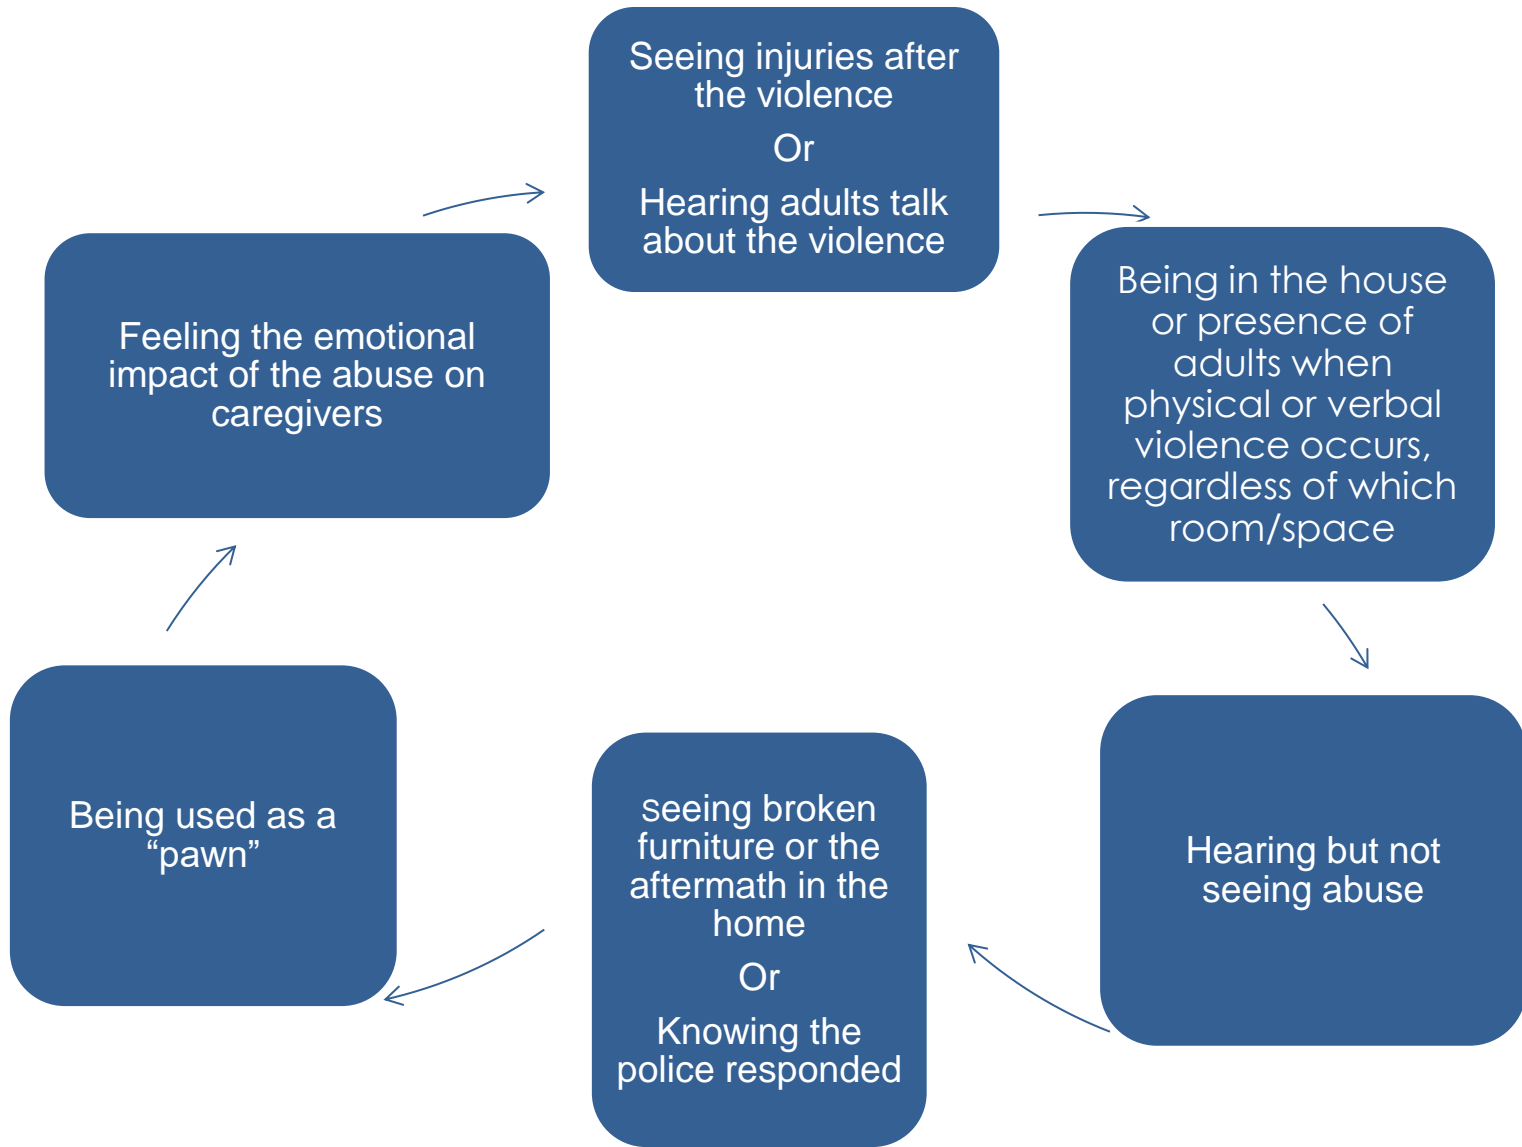 Seeing injuries after
the violence
Or
Hearing adults talk
about the violence
Being in the house
or presence of
adults when
physical or verbal
violence occurs,
regardless of which
room/space
Hearing but not
seeing abuse
seeing broken
furniture or the
aftermath in the
home
Or
Knowing the
police responded
Being used as a
“pawn”
Feeling the emotional
impact of the abuse on
caregivers